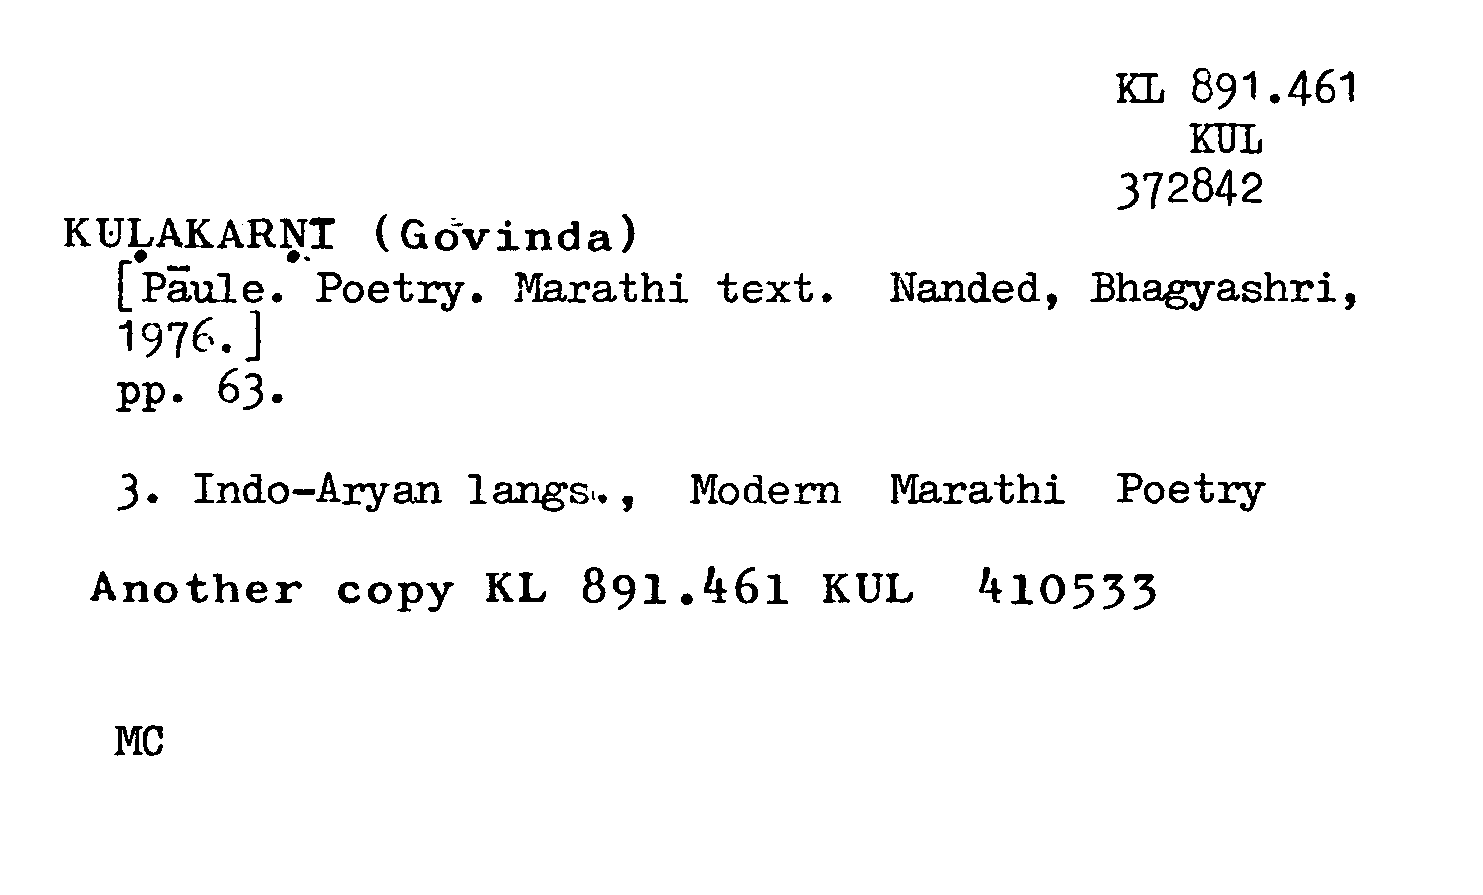 KL 891.461
KUL
372842
KUḶAKARṆI (Govinda)
[Pāule. Poetry. Marathi text. Nanded, Bhagyashri,
1976.]
pp. 63.
3. Indo-Aryan langs., Modern Marathi Poetry
Another copy KL 891.461 KUL 410533
MC